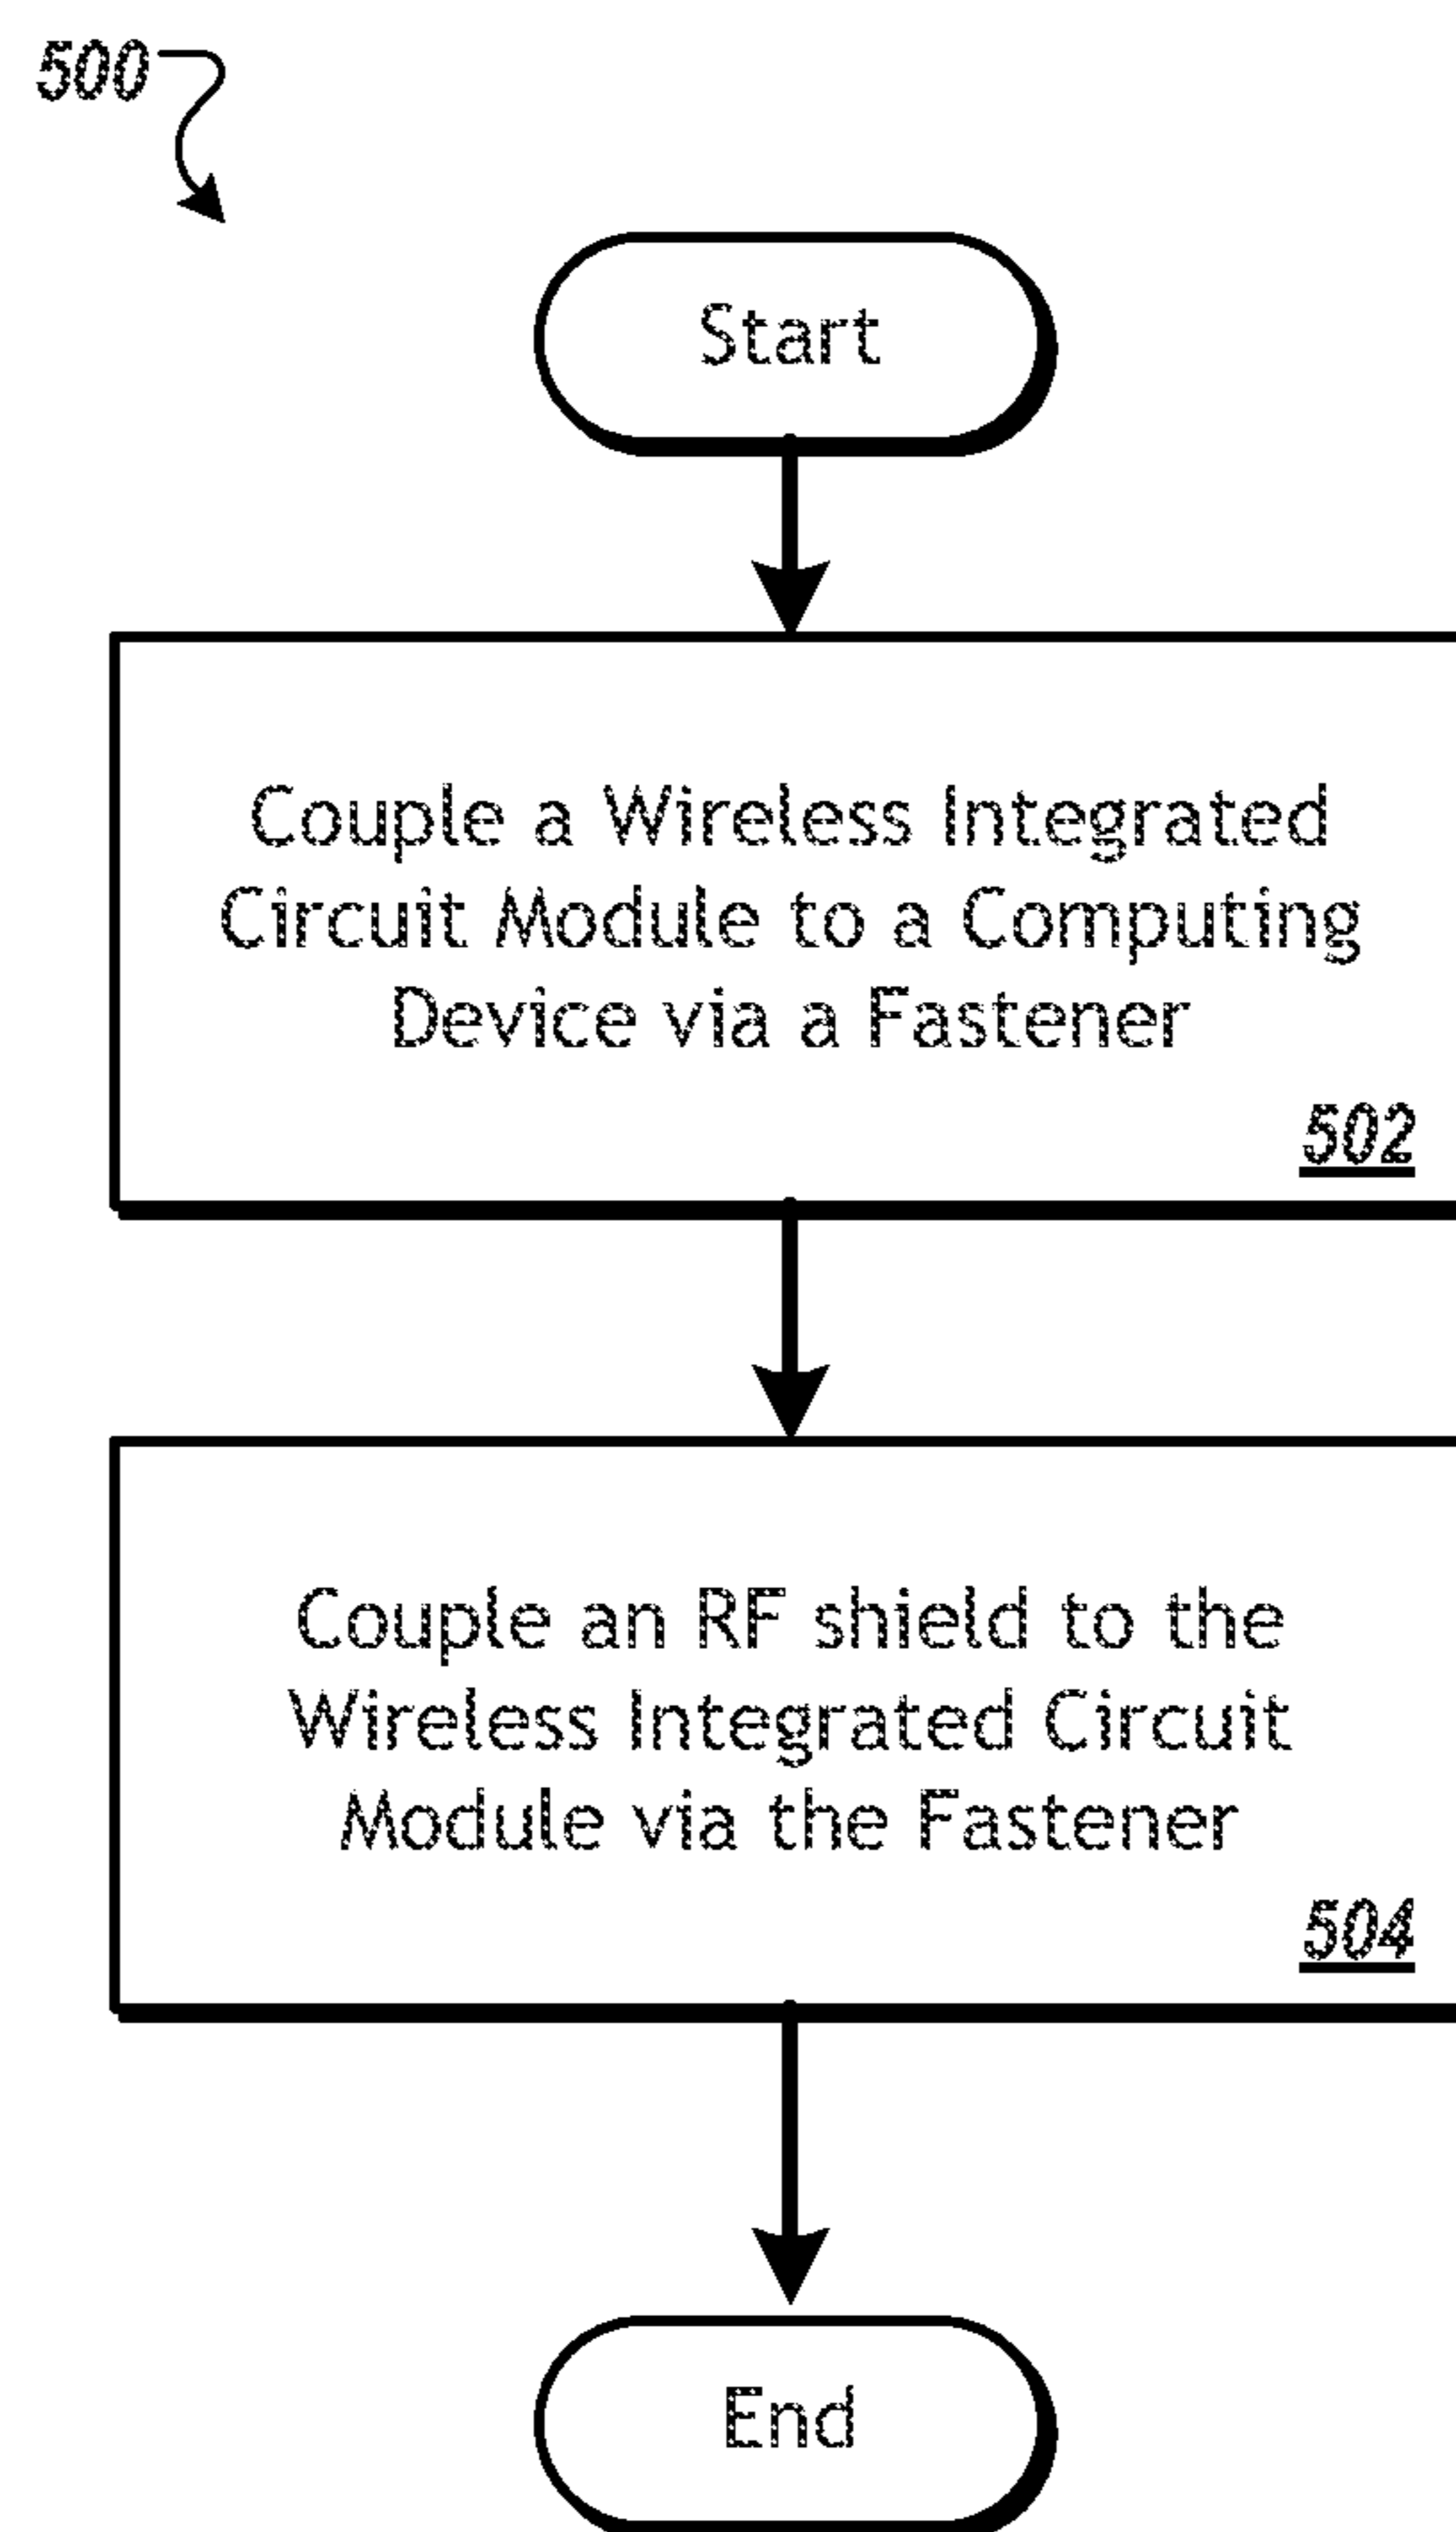 500
Start
Couple a Wireless Integrated
Circuit Module to a Computing
Device via a Fastener
502
Couple an RF shield to the
Wireless Integrated Circuit
Module via the Fastener
504
End